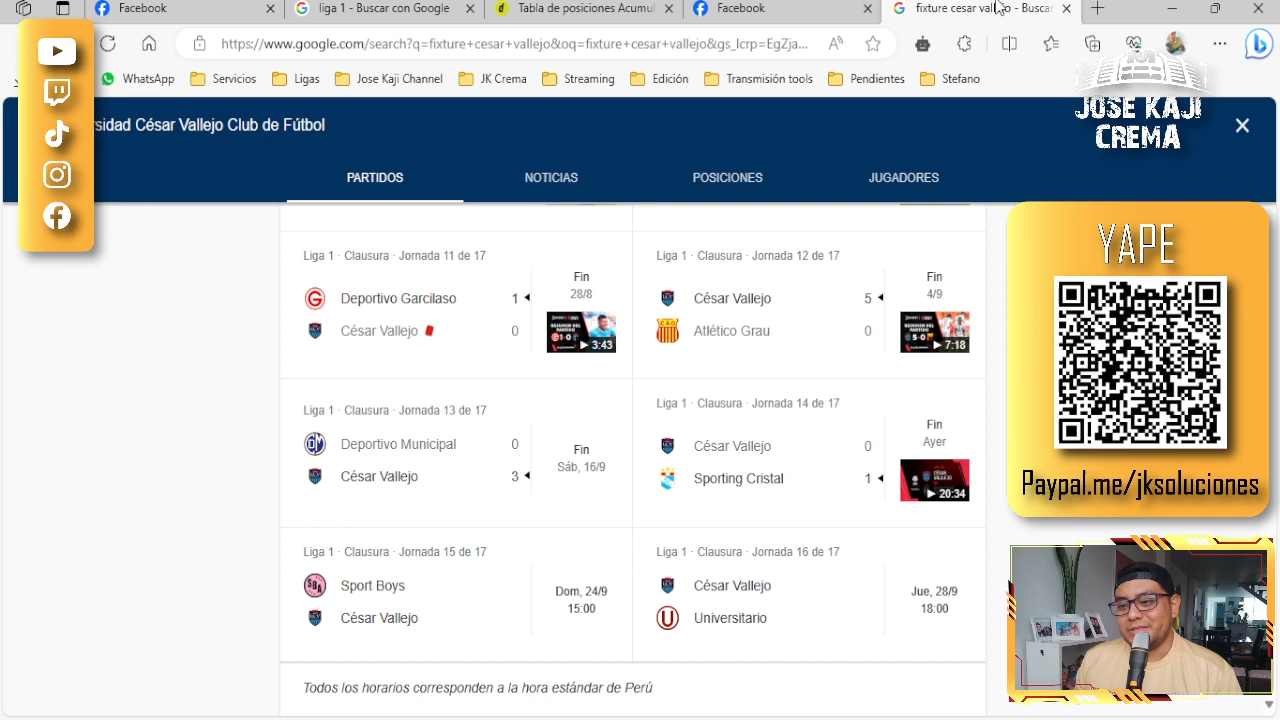 Facebook
liga 1 - Buscar con Google
Tabla de posiciones Acumul
Facebook
fixture cesar vallejo - Buscar
https://www.google.com/search?q=fixture+cesar+vallejo&oq=fixture+cesar+vallejo&gs_lcrp=EgZja...
WhatsApp
Servicios
Ligas
Jose Kaji Chann
JK Crema
Streaming
Edición
Transmisión tools
Pendientes
Stefano
JOSE KAJI
CREMA
rsidad César Vallejo Club de Fútbol
PARTIDOS
NOTICIAS
POSICIONES
JUGADORES
Liga 1 · Clausura · Jornada 11 de 17
Deportivo Garcilaso 1
César Vallejo 0
Fin
28/8
3:43
Liga 1 · Clausura · Jornada 12 de 17
César Vallejo 5
Atlético Grau 0
Fin
4/9
7:18
Liga 1 · Clausura · Jornada 13 de 17
Deportivo Municipal 0
César Vallejo 3
Fin
Sáb, 16/9
Liga 1 · Clausura · Jornada 14 de 17
César Vallejo 0
Sporting Cristal 1
Fin
Ayer
20:34
Liga 1 · Clausura · Jornada 15 de 17
Sport Boys
César Vallejo
Dom, 24/9
15:00
Liga 1 · Clausura · Jornada 16 de 17
César Vallejo
Universitario
Jue, 28/9
18:00
Todos los horarios corresponden a la hora estándar de Perú
YAPE
Paypal.me/jksoluciones